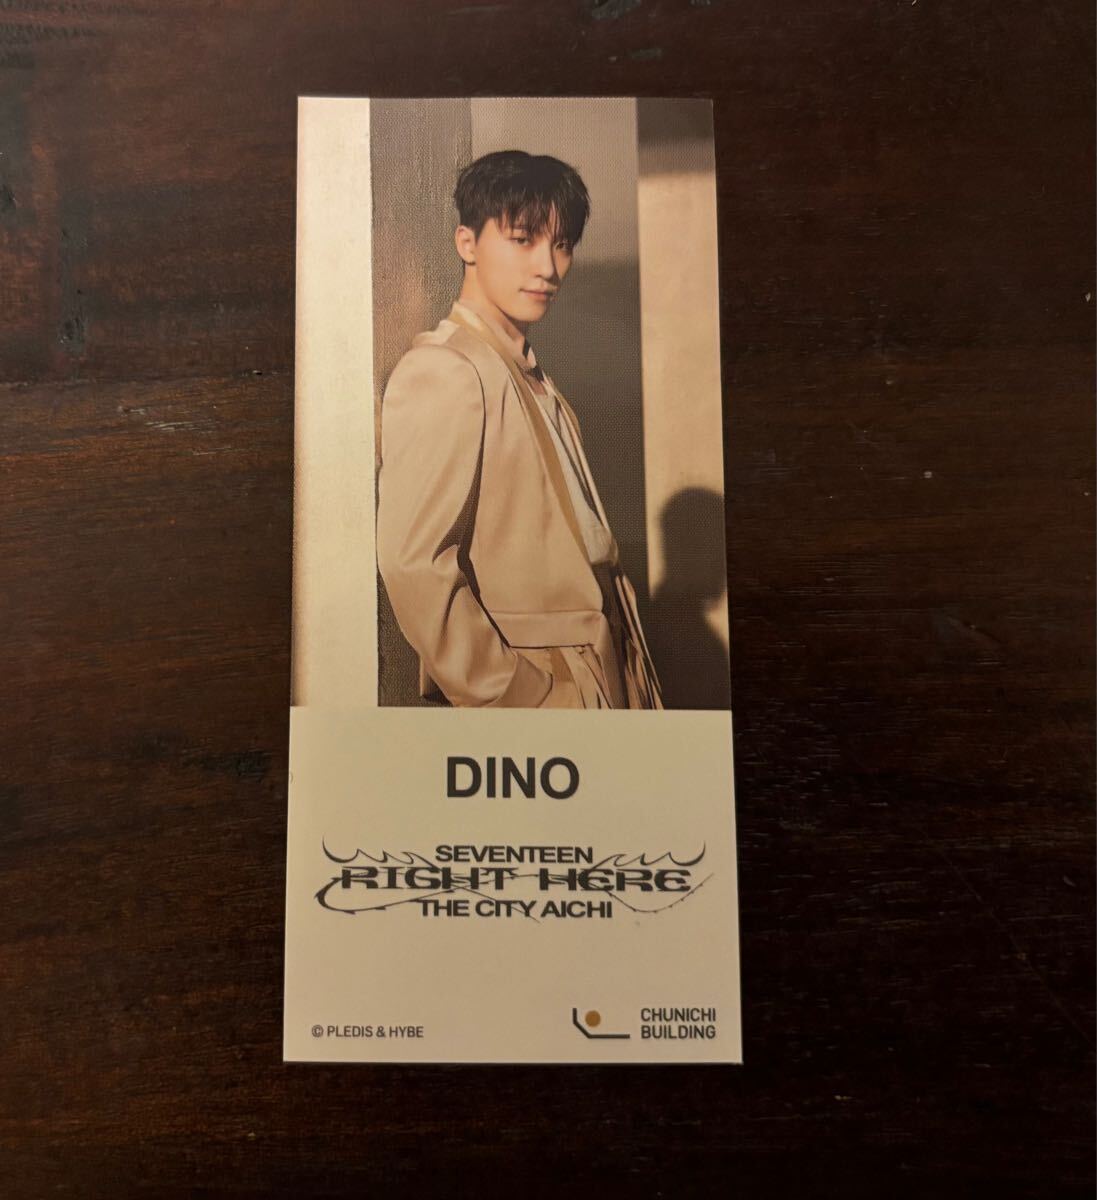 DINO
SEVENTEEN
RIGHT HERE
THE CITY AICHI
© PLEDIS & HYBE
CHUNICHI
BUILDING